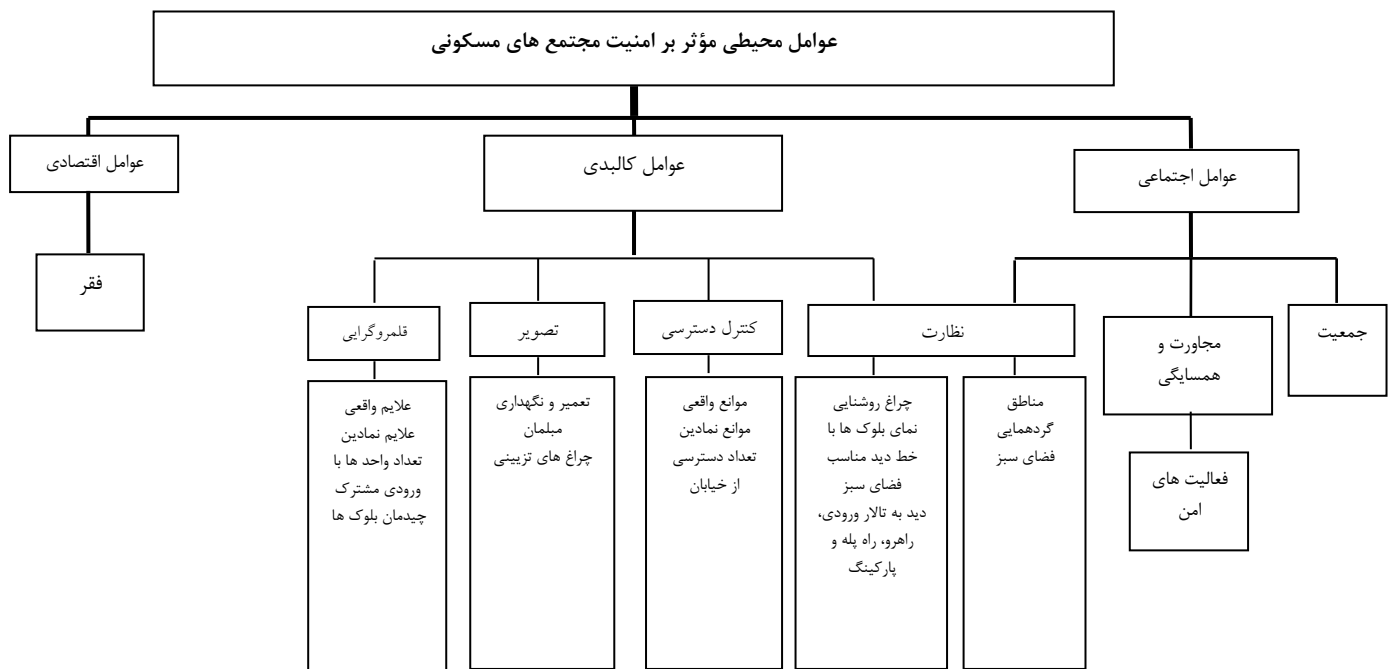 عوامل محیطی مؤثر بر امنیت مجتمع های مسکونی
عوامل اجتماعی
عوامل کالبدی
عوامل اقتصادی
جمعیت
مجاورت و
همسایگی
نظارت
کنترل دسترسی
تصویر
قلمروگرایی
فقر
فعالیت های
امن
مناطق
گردهمایی
فضای سبز
چراغ روشنایی
نمای بلوک ها با
خط دید مناسب
فضای سبز
دید به تالار ورودی،
راهرو، راه پله و
پارکینگ
موانع واقعی
موانع نمادین
تعداد دسترسی
از خیابان
تعمیر و نگهداری
مبلمان
چراغ های تزیینی
علایم واقعی
علایم نمادین
تعداد واحد ها با
ورودی مشترک
چیدمان بلوک ها